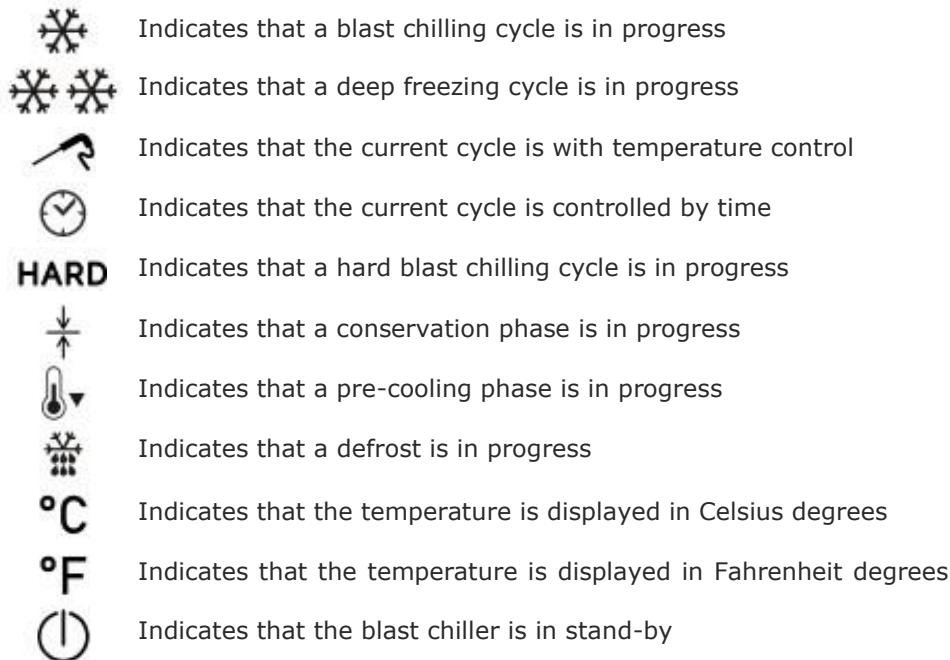 Indicates that a blast chilling cycle is in progress
Indicates that a deep freezing cycle is in progress
Indicates that the current cycle is with temperature control
Indicates that the current cycle is controlled by time
HARD Indicates that a hard blast chilling cycle is in progress
Indicates that a conservation phase is in progress
Indicates that a pre-cooling phase is in progress
Indicates that a defrost is in progress
°C Indicates that the temperature is displayed in Celsius degrees
°F Indicates that the temperature is displayed in Fahrenheit degrees
Indicates that the blast chiller is in stand-by